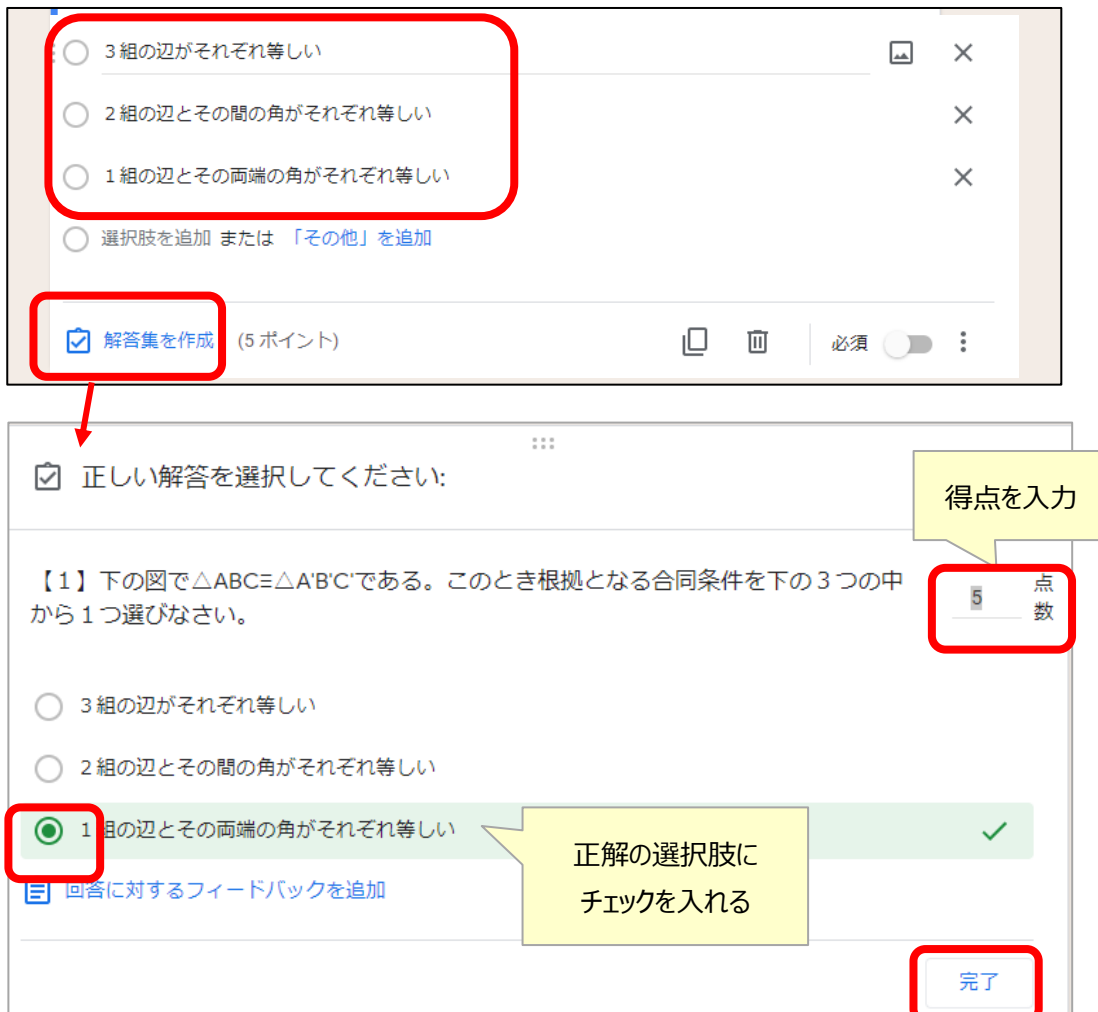 3組の辺がそれぞれ等しい
2組の辺とその間の角がそれぞれ等しい
1組の辺とその両端の角がそれぞれ等しい
選択肢を追加 または 「その他」を追加
解答集を作成 (5 ポイント)
必須
正しい解答を選択してください:
得点を入力
【1】下の図で△ABC≡△A'B'C'である。このとき根拠となる合同条件を下の3つの中
から1つ選びなさい。
5 点
数
3組の辺がそれぞれ等しい
2組の辺とその間の角がそれぞれ等しい
1組の辺とその両端の角がそれぞれ等しい
正解の選択肢に
チェックを入れる
回答に対するフィードバックを追加
完了